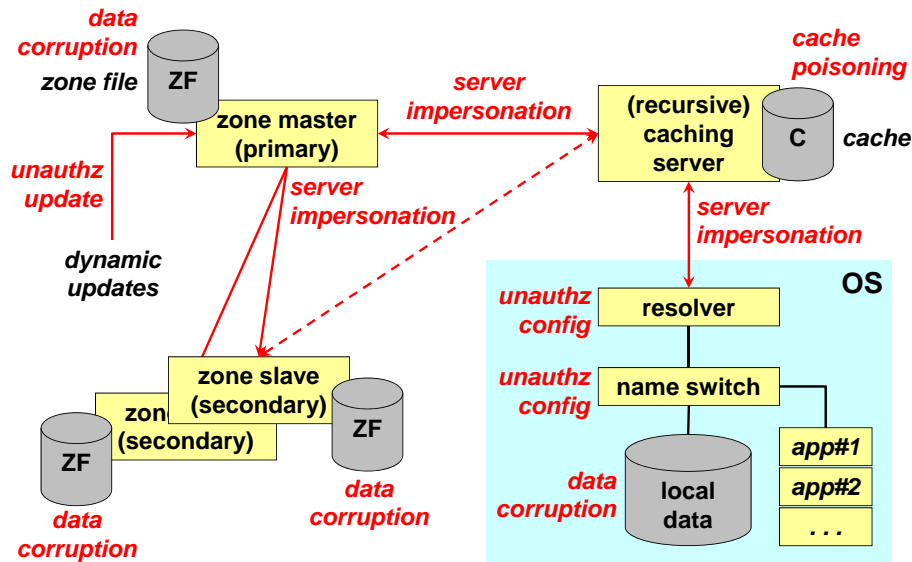 data
corruption
zone file
ZF
zone master
(primary)
server
impersonation
(recursive)
caching
server
cache
poisoning
C
cache
unauthz
update
server
impersonation
server
impersonation
dynamic
updates
OS
unauthz
config
resolver
unauthz
config
name switch
zone slave
(secondary)
ZF
zon
(secondary)
ZF
data
corruption
data
corruption
data
corruption
local
data
app#1
app#2
. . .